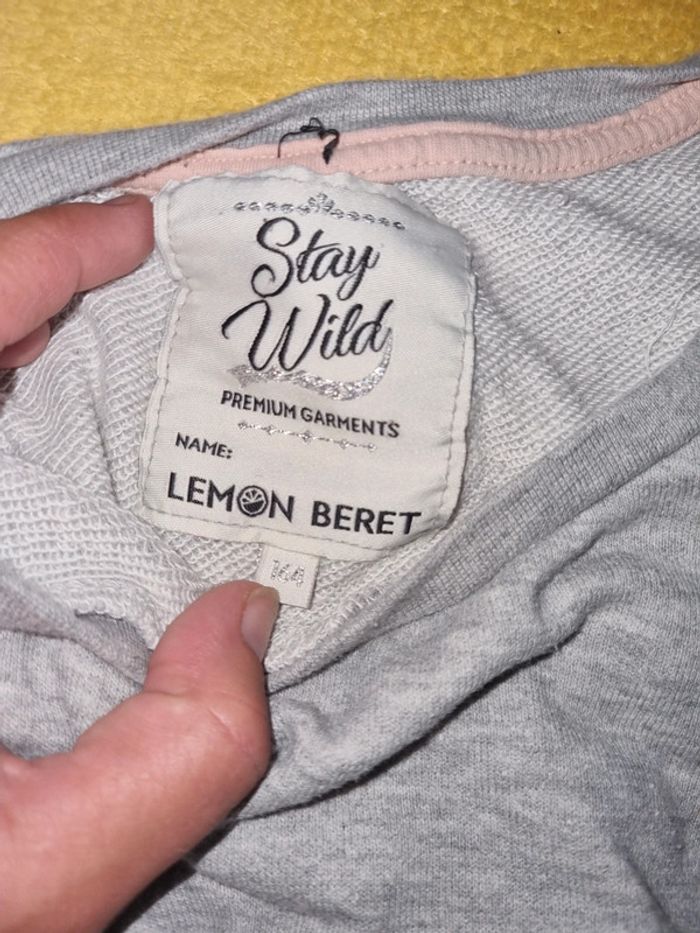 Stay
Wild
PREMIUM GARMENTS
NAME:
LEMON BERET
164